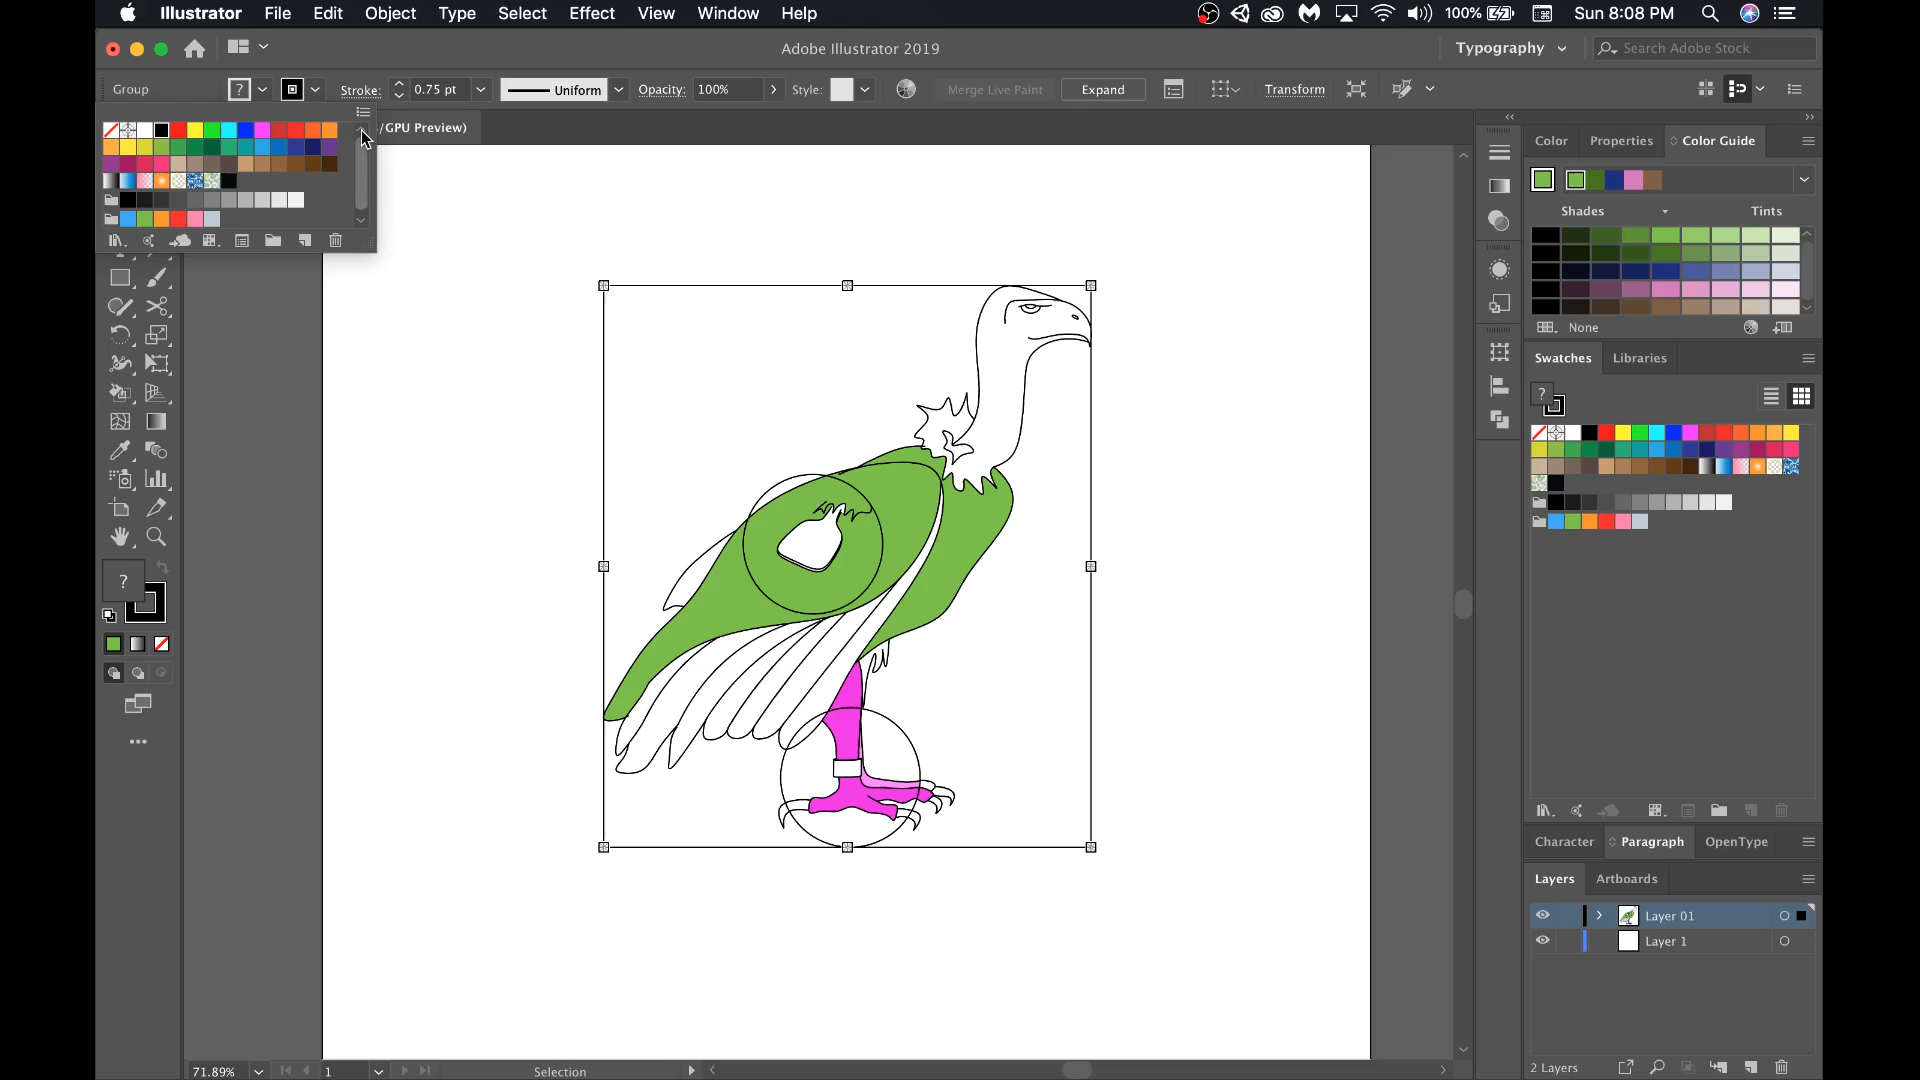 Illustrator File Edit Object Type Select Effect View Window Help 100% Sun 8:08 PM
Adobe Illustrator 2019 Typography Search Adobe Stock
Group ? Stroke: 0.75 pt Uniform Opacity: 100% Style: Merge Live Paint Expand Transform
/GPU Preview)
Color Properties Color Guide
Shades Tints
None
Swatches Libraries
?
?
Character Paragraph OpenType
Layers Artboards
Layer 01
Layer 1
71.89% 1 Selection 2 Layers